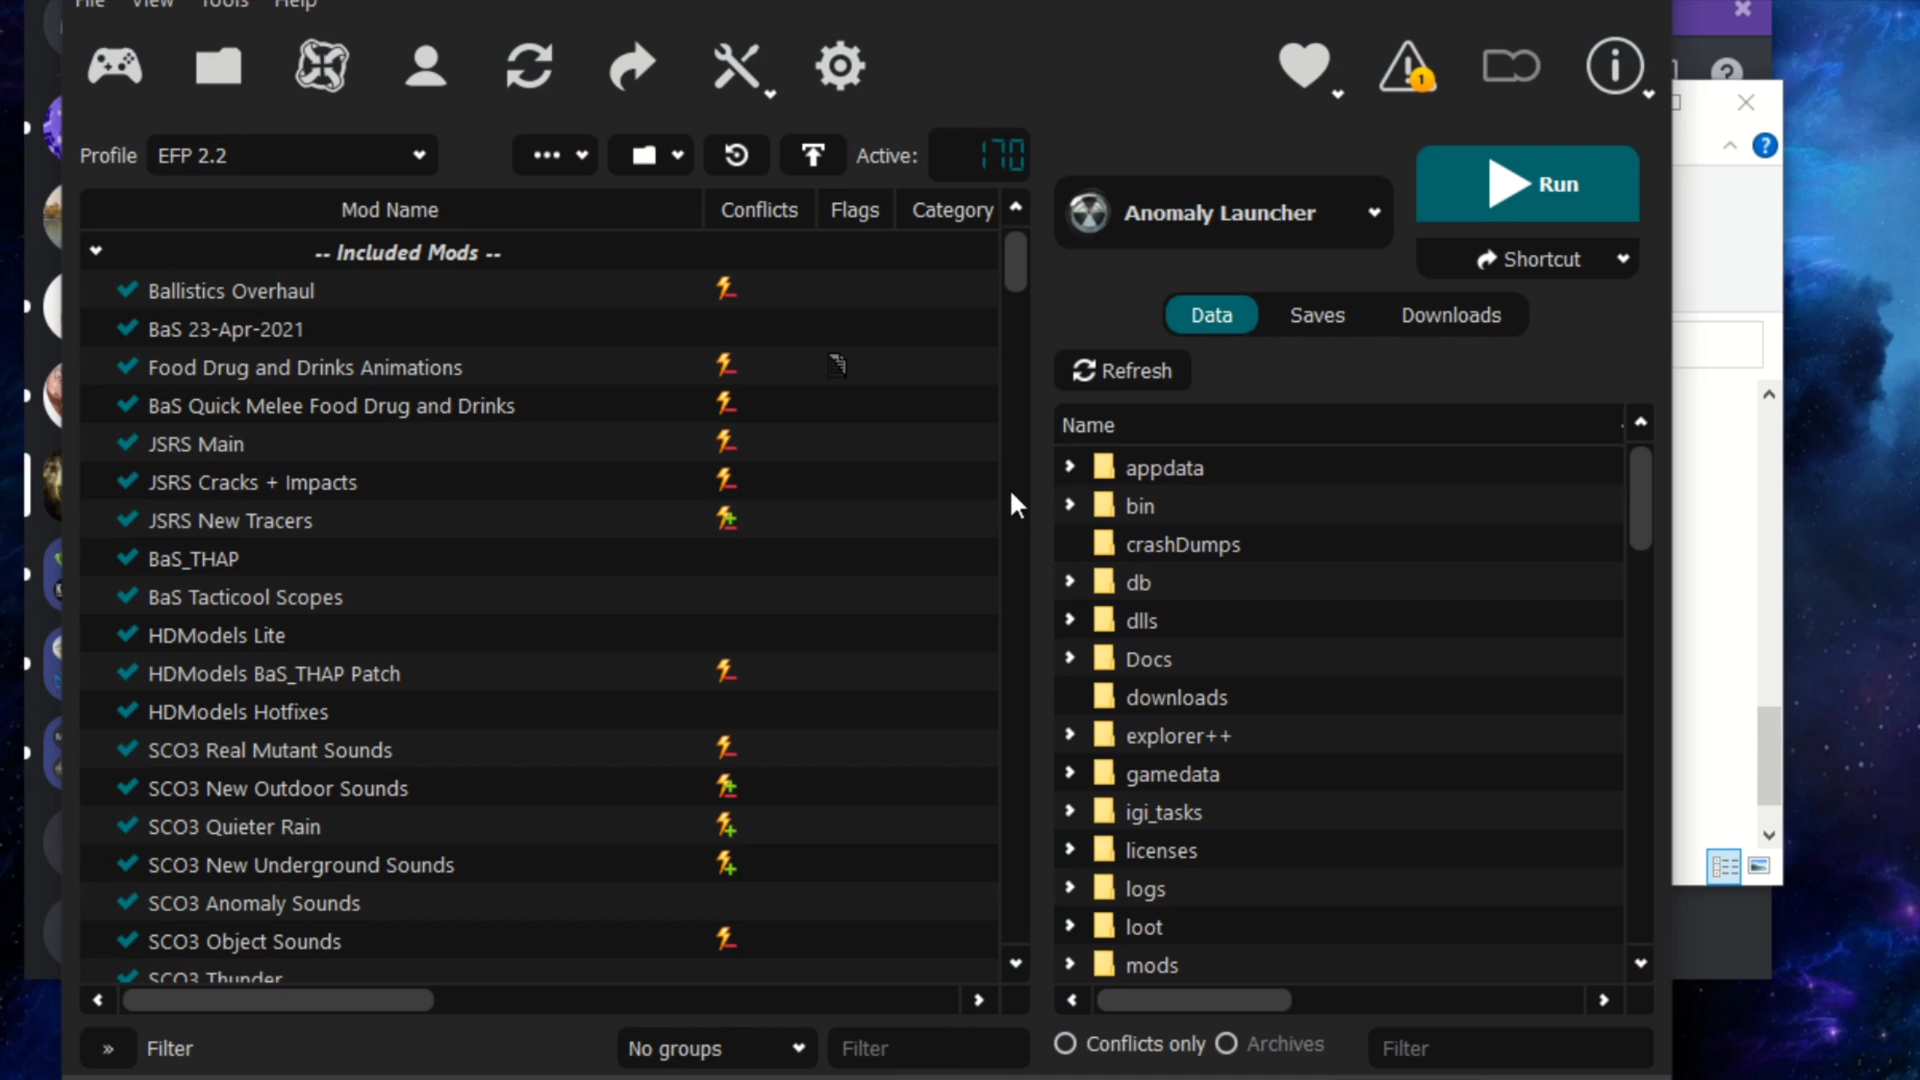 File View Tools Help
1
?
Profile EFP 2.2
Active: 170
?
Mod Name Conflicts Flags Category
Anomaly Launcher
Run
Shortcut
-- Included Mods --
Ballistics Overhaul
BaS 23-Apr-2021
Food Drug and Drinks Animations
BaS Quick Melee Food Drug and Drinks
JSRS Main
JSRS Cracks + Impacts
JSRS New Tracers
BaS_THAP
BaS Tacticool Scopes
HDModels Lite
HDModels BaS_THAP Patch
HDModels Hotfixes
SCO3 Real Mutant Sounds
SCO3 New Outdoor Sounds
SCO3 Quieter Rain
SCO3 New Underground Sounds
SCO3 Anomaly Sounds
SCO3 Object Sounds
SCO3 Thunder
Data Saves Downloads
Refresh
Name
appdata
bin
crashDumps
db
dlls
Docs
downloads
explorer++
gamedata
igi_tasks
licenses
logs
loot
mods
» Filter
No groups
Filter
Conflicts only
Archives
Filter